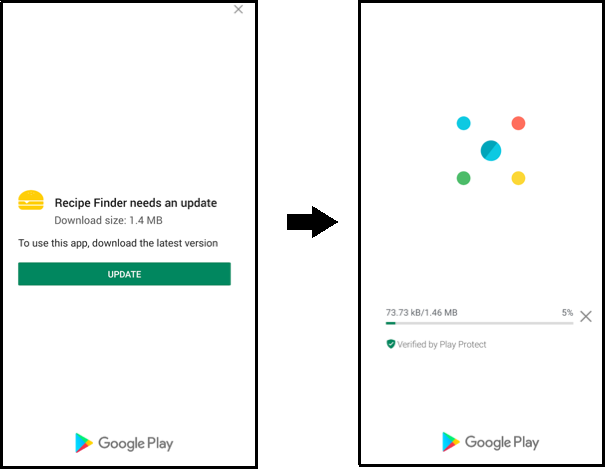 Recipe Finder needs an update
Download size: 1.4 MB
To use this app, download the latest version
UPDATE
Google Play
73.73 kB/1.46 MB 5%
Verified by Play Protect
Google Play